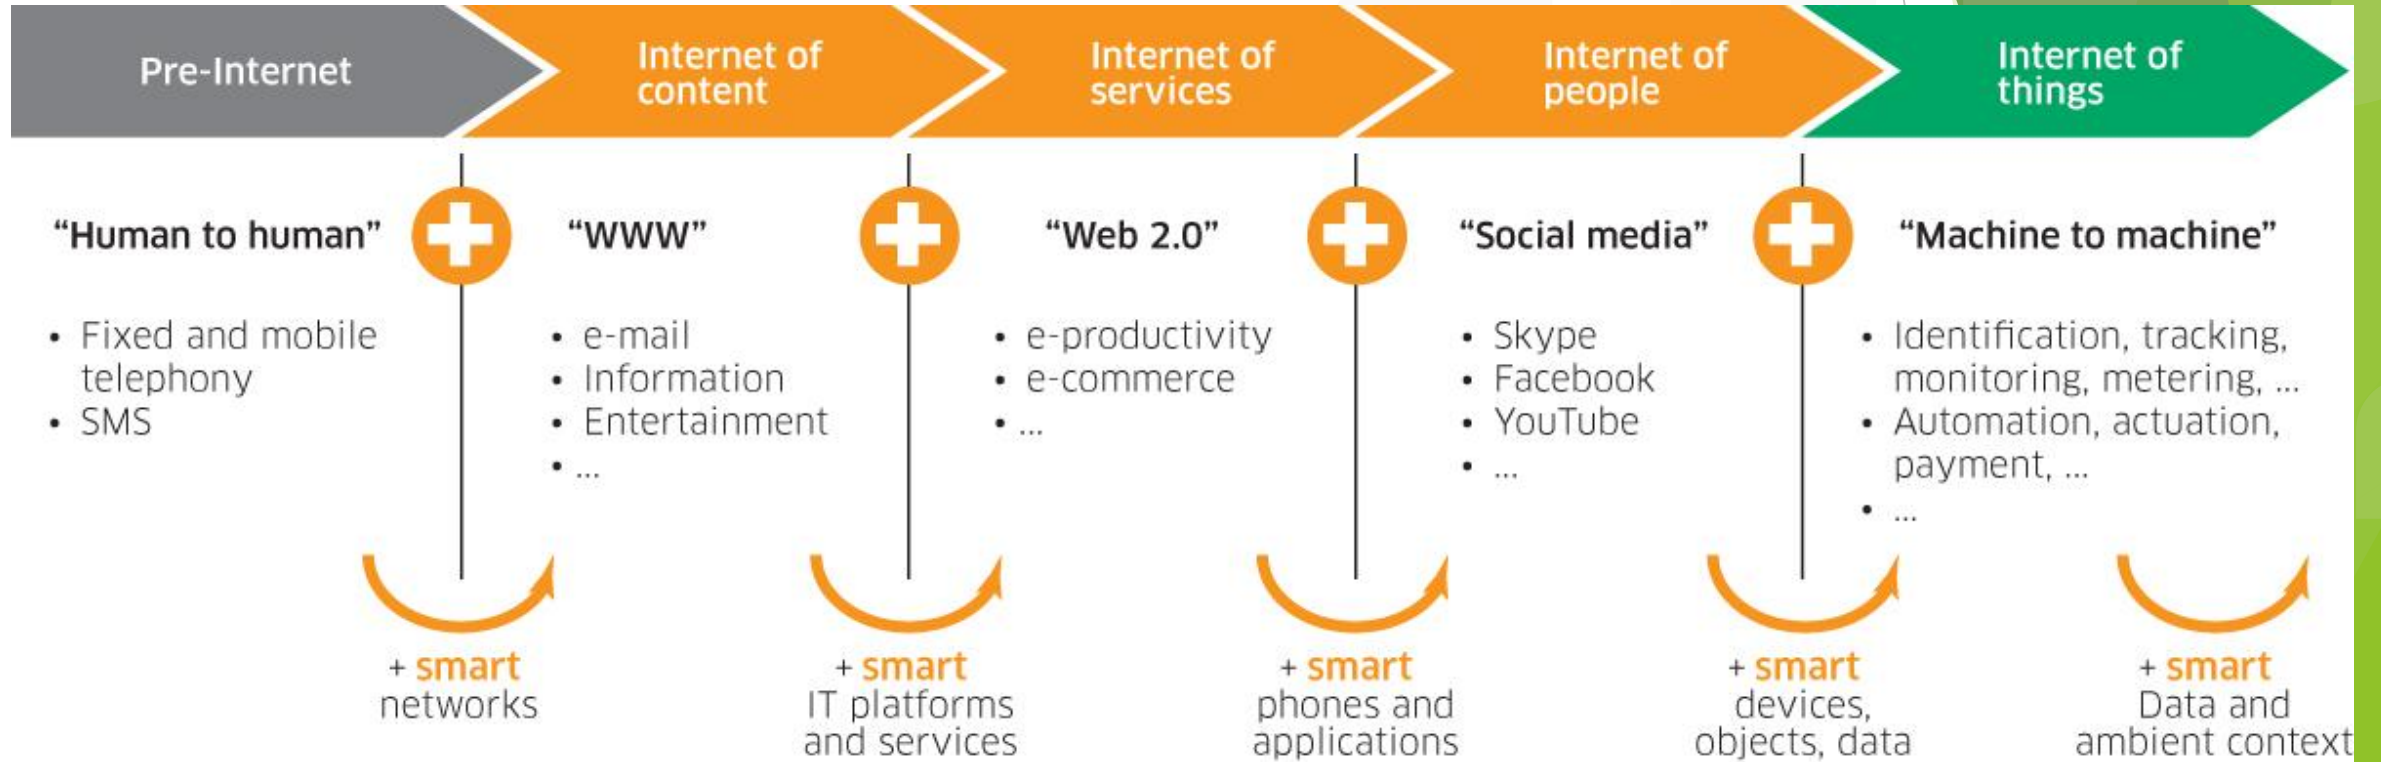 Pre-Internet
Internet of
content
Internet of
services
Internet of
people
Internet of
things
“Human to human”
“WWW”
“Web 2.0”
“Social media”
“Machine to machine”
• Fixed and mobile
telephony
• SMS
• e-mail
• Information
• Entertainment
• ...
• e-productivity
• e-commerce
• ...
• Skype
• Facebook
• YouTube
• ...
• Identification, tracking,
monitoring, metering, ...
• Automation, actuation,
payment, ...
• ...
+ smart
networks
+ smart
IT platforms
and services
+ smart
phones and
applications
+ smart
devices,
objects, data
+ smart
Data and
ambient context